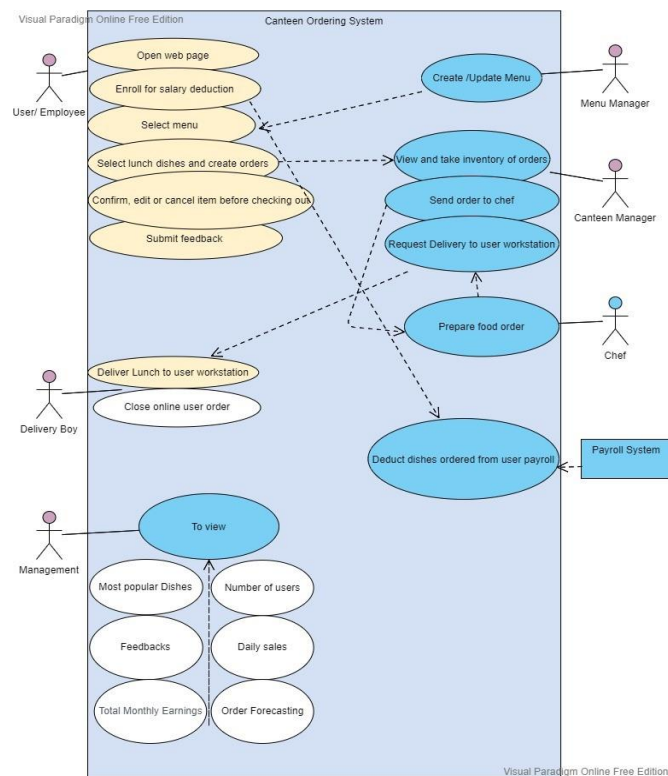 Visual Paradigm Online Free Edition
Canteen Ordering System
Open web page
Enroll for salary deduction
User/ Employee
Select menu
Select lunch dishes and create orders
Confirm, edit or cancel item before checking out
Submit feedback
Create /Update Menu
Menu Manager
View and take inventory of orders
Send order to chef
Canteen Manager
Request Delivery to user workstation
Prepare food order
Chef
Deliver Lunch to user workstation
Close online user order
Delivery Boy
Deduct dishes ordered from user payroll
Payroll System
To view
Management
Most popular Dishes
Number of users
Feedbacks
Daily sales
Total Monthly Earnings
Order Forecasting
Visual Paradigm Online Free Edition